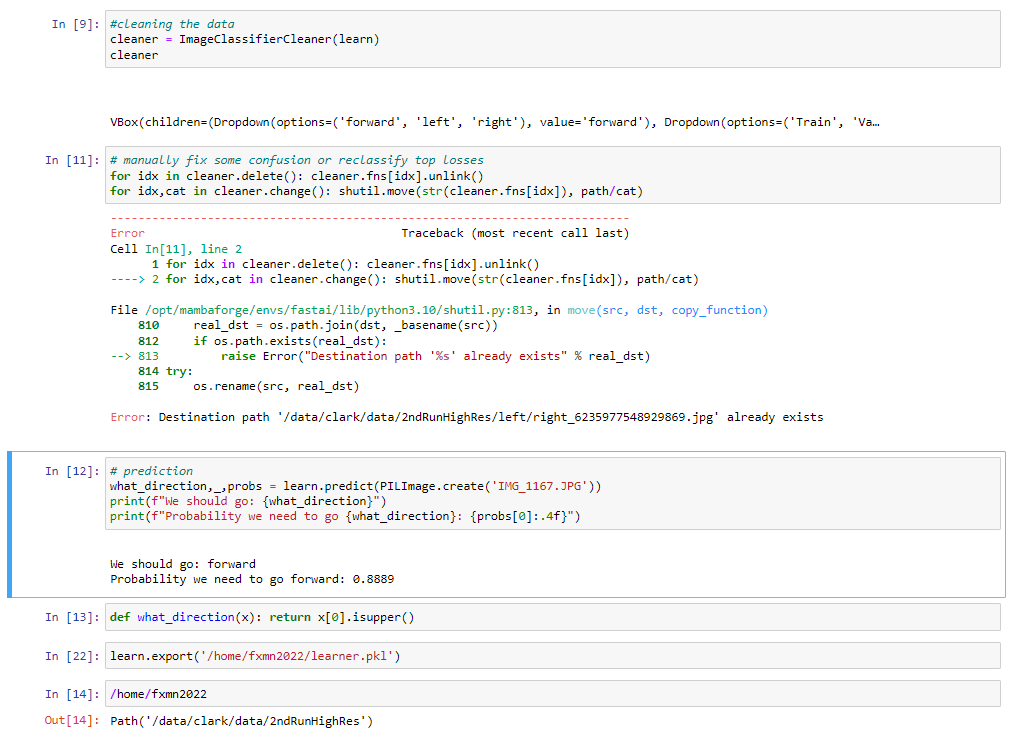 In [9]: #cleaning the data
cleaner = ImageClassifierCleaner(learn)
cleaner
VBox(children=(Dropdown(options=('forward', 'left', 'right'), value='forward'), Dropdown(options=('Train', 'Va…
In [11]: # manually fix some confusion or reclassify top losses
for idx in cleaner.delete(): cleaner.fns[idx].unlink()
for idx,cat in cleaner.change(): shutil.move(str(cleaner.fns[idx]), path/cat)
---------------------------------------------------------------------------
Error Traceback (most recent call last)
Cell In[11], line 2
1 for idx in cleaner.delete(): cleaner.fns[idx].unlink()
----> 2 for idx,cat in cleaner.change(): shutil.move(str(cleaner.fns[idx]), path/cat)
File /opt/mambaforge/envs/fastai/lib/python3.10/shutil.py:813, in move(src, dst, copy_function)
810 real_dst = os.path.join(dst, _basename(src))
812 if os.path.exists(real_dst):
--> 813 raise Error("Destination path '%s' already exists" % real_dst)
814 try:
815 os.rename(src, real_dst)
Error: Destination path '/data/clark/data/2ndRunHighRes/left/right_6235977548929869.jpg' already exists
In [12]: # prediction
what_direction,_,probs = learn.predict(PILImage.create('IMG_1167.JPG'))
print(f"We should go: {what_direction}")
print(f"Probability we need to go {what_direction}: {probs[0]:.4f}")
We should go: forward
Probability we need to go forward: 0.8889
In [13]: def what_direction(x): return x[0].isupper()
In [22]: learn.export('/home/fxmn2022/learner.pkl')
In [14]: /home/fxmn2022
Out[14]: Path('/data/clark/data/2ndRunHighRes')